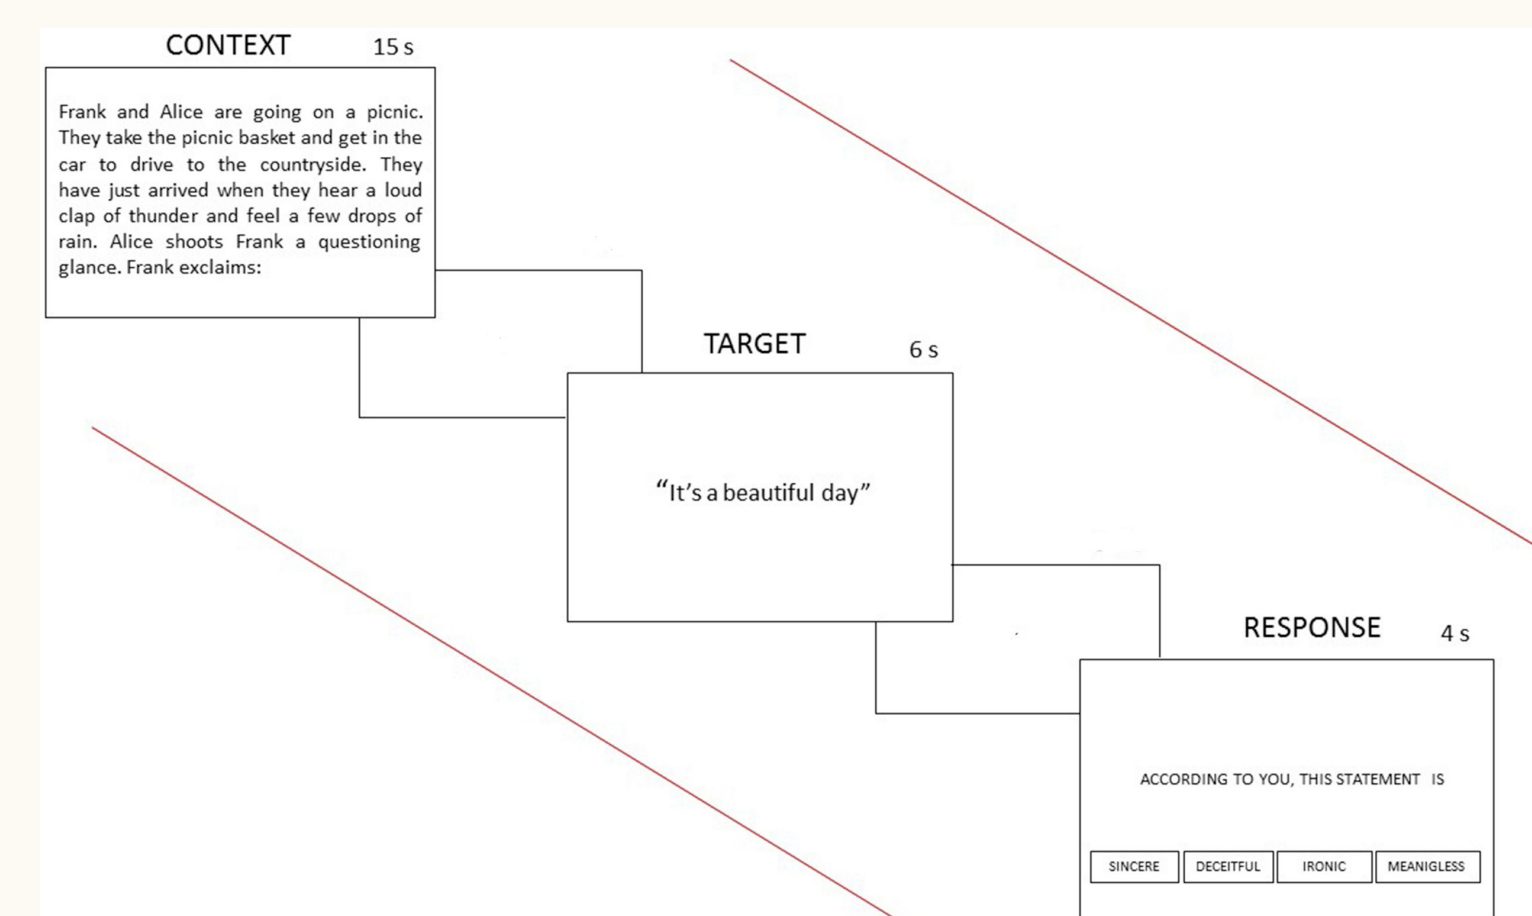 CONTEXT 15 s
Frank and Alice are going on a picnic.
They take the picnic basket and get in the
car to drive to the countryside. They
have just arrived when they hear a loud
clap of thunder and feel a few drops of
rain. Alice shoots Frank a questioning
glance. Frank exclaims:
TARGET 6 s
“It’s a beautiful day”
RESPONSE 4 s
ACCORDING TO YOU, THIS STATEMENT IS
SINCERE DECEITFUL IRONIC MEANIGLESS